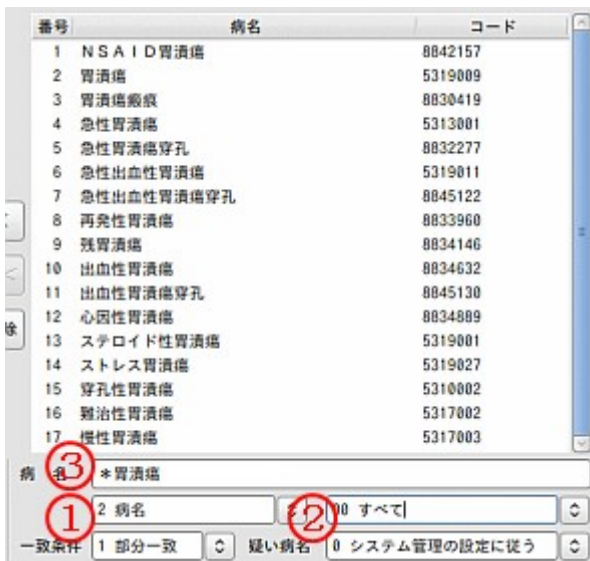 番号 病名 コード
1 ＮＳＡＩＤ胃潰瘍 8842157
2 胃潰瘍 5319009
3 胃潰瘍瘢痕 8830419
4 急性胃潰瘍 5313001
5 急性胃潰瘍穿孔 8832277
6 急性出血性胃潰瘍 5319011
7 急性出血性胃潰瘍穿孔 8845122
8 再発性胃潰瘍 8833960
9 残胃潰瘍 8834146
10 出血性胃潰瘍 8834632
11 出血性胃潰瘍穿孔 8845130
12 心因性胃潰瘍 8834889
13 ステロイド性胃潰瘍 5319001
14 ストレス胃潰瘍 5319027
15 穿孔性胃潰瘍 5310002
16 難治性胃潰瘍 5317002
17 慢性胃潰瘍 5317003
除
病 名 ③ *胃潰瘍
① 2 病名 ② 00 すべて
一致条件 1 部分一致 疑い病名 0 システム管理の設定に従う